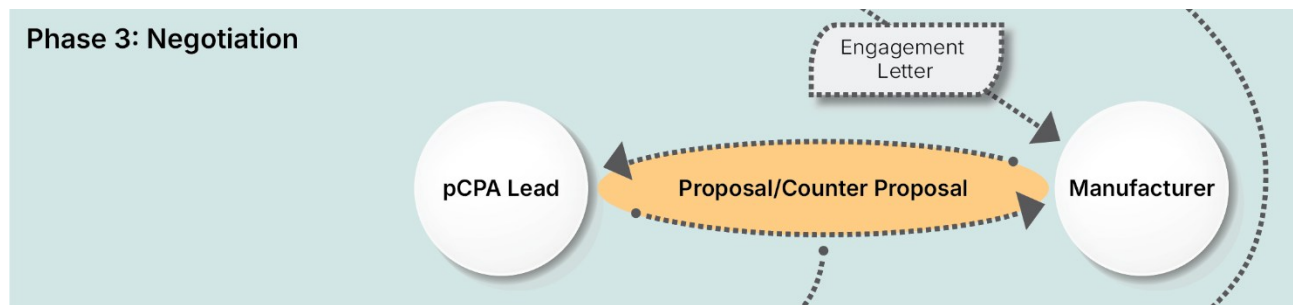 Phase 3: Negotiation
Engagement
Letter
pCPA Lead
Proposal/Counter Proposal
Manufacturer